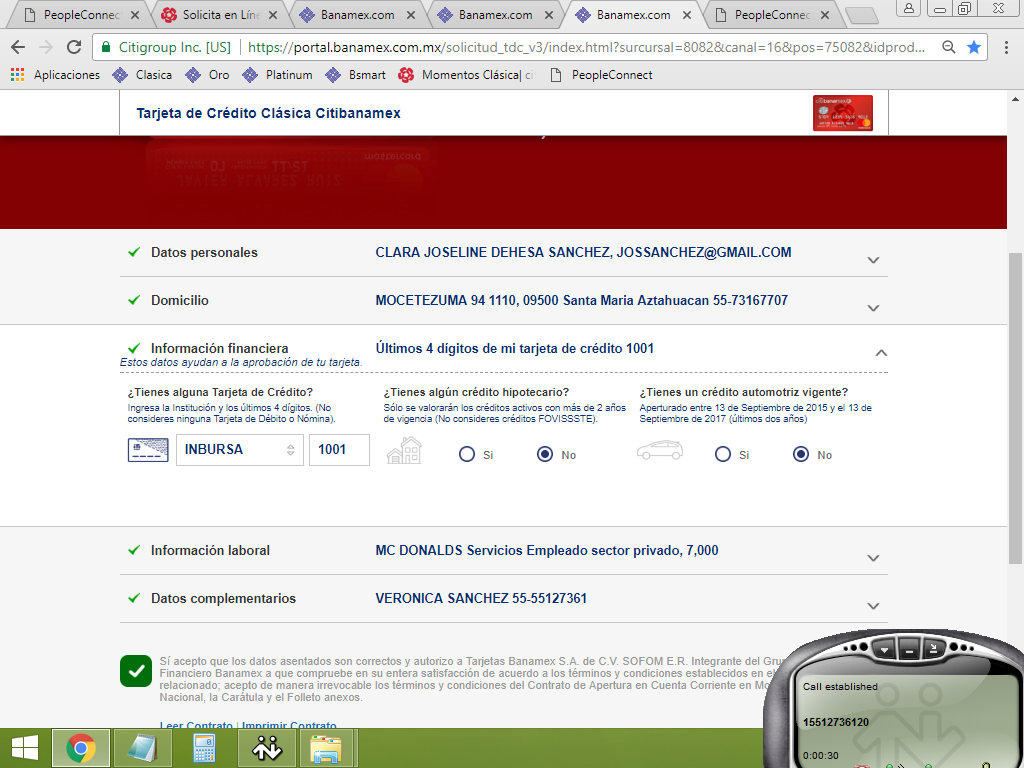 PeopleConnec
Solicita en Líne
Banamex.com
Banamex.com
Banamex.com
PeopleConnec
Citigroup Inc. [US]
https://portal.banamex.com.mx/solicitud_tdc_v3/index.html?surcursal=8082&canal=16&pos=75082&idprod...
Aplicaciones
Clasica
Oro
Platinum
Bsmart
Momentos Clásica| ci
PeopleConnect
Tarjeta de Crédito Clásica Citibanamex
Datos personales
CLARA JOSELINE DEHESA SANCHEZ, JOSSANCHEZ@GMAIL.COM
Domicilio
MOCETEZUMA 94 1110, 09500 Santa Maria Aztahuacan 55-73167707
Información financiera
Últimos 4 dígitos de mi tarjeta de crédito 1001
Estos datos ayudan a la aprobación de tu tarjeta.
¿Tienes alguna Tarjeta de Crédito?
Ingresa la Institución y los últimos 4 dígitos. (No
consideres ninguna Tarjeta de Débito o Nómina).
INBURSA
1001
¿Tienes algún crédito hipotecario?
Sólo se valorarán los créditos activos con más de 2 años
de vigencia (No consideres créditos FOVISSSTE).
Si
No
¿Tienes un crédito automotriz vigente?
Aperturado entre 13 de Septiembre de 2015 y el 13 de
Septiembre de 2017 (últimos dos años)
Si
No
Información laboral
MC DONALDS Servicios Empleado sector privado, 7,000
Datos complementarios
VERONICA SANCHEZ 55-55127361
Sí acepto que los datos asentados son correctos y autorizo a Tarjetas Banamex S.A. de C.V. SOFOM E.R. Integrante del Gru
Financiero Banamex a que compruebe en su entera satisfacción de acuerdo a los términos y condiciones establecidos en el
relacionado; acepto de manera irrevocable los términos y condiciones del Contrato de Apertura en Cuenta Corriente en Mo
Nacional, la Carátula y el Folleto anexos.
Leer Contrato | Imprimir Contrato
Call established
15512736120
0:00:30